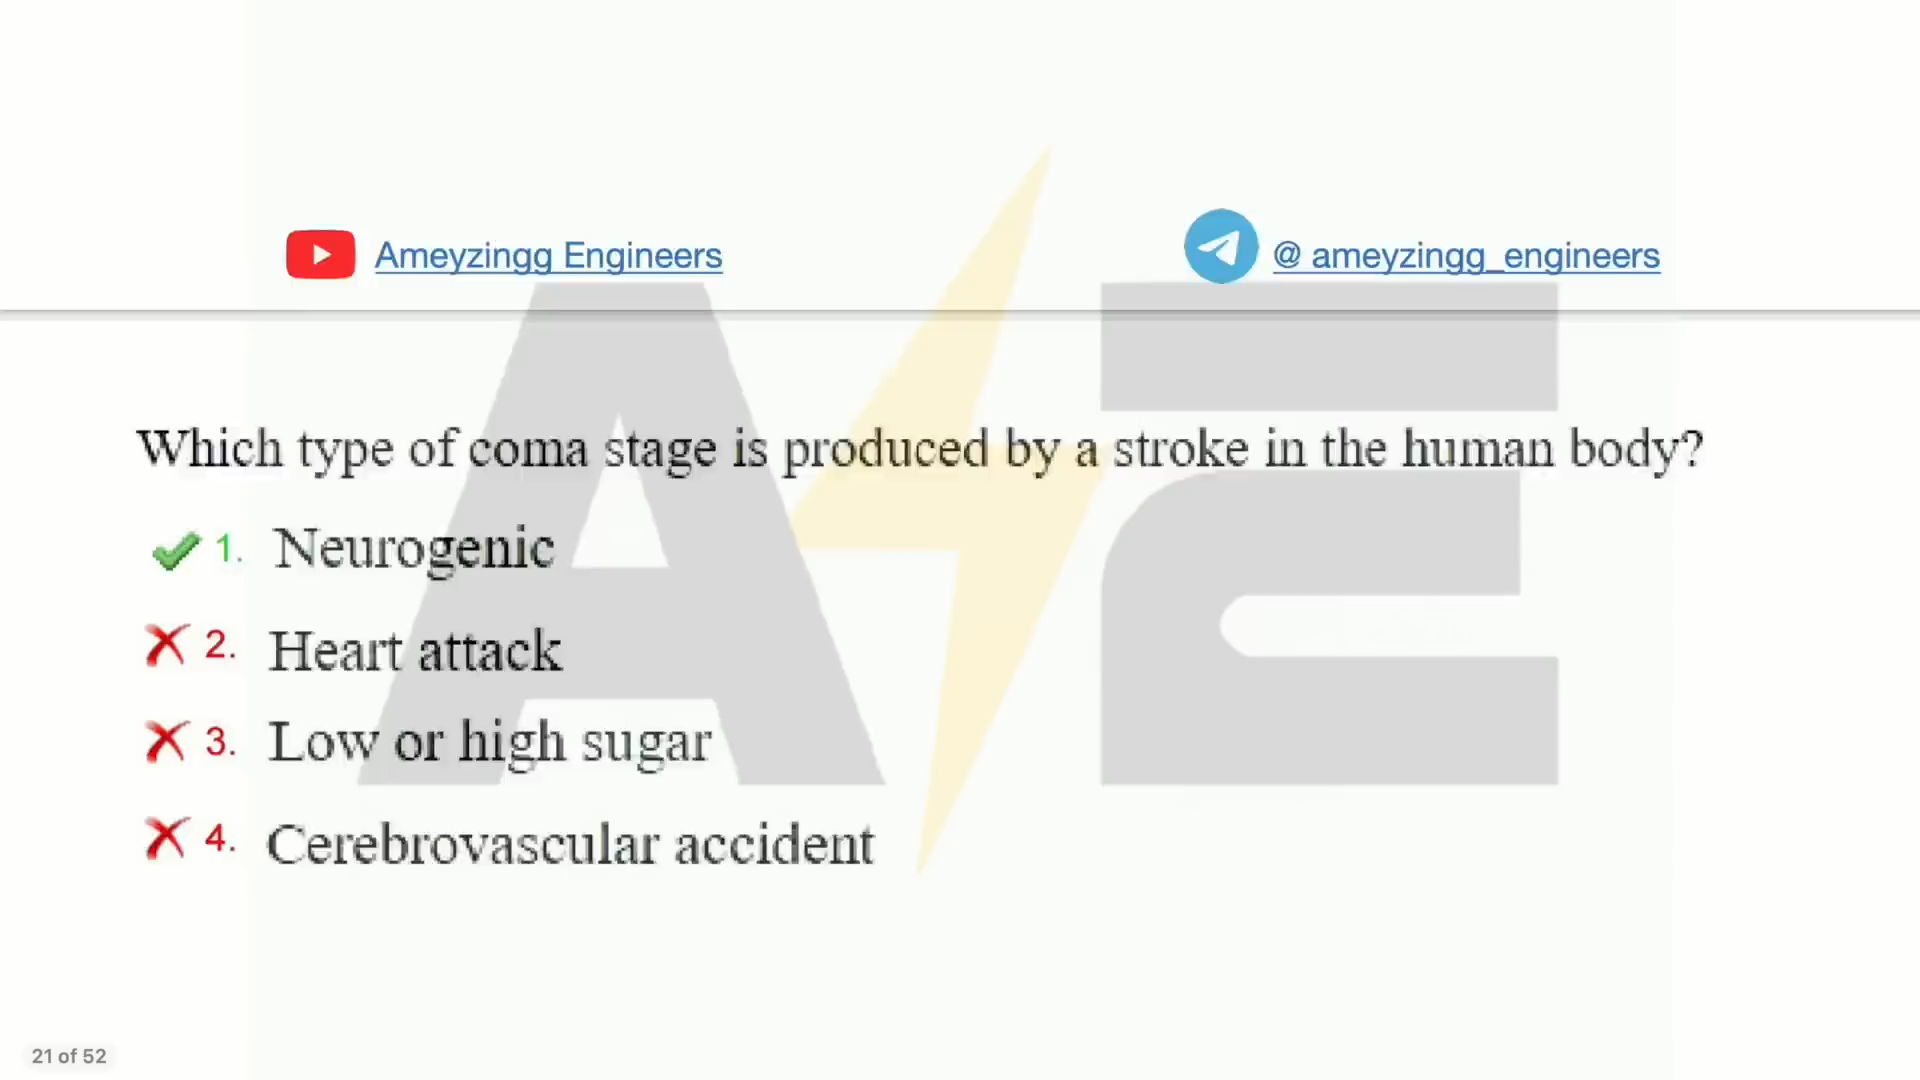 Ameyzingg Engineers
@ ameyzingg_engineers
Which type of coma stage is produced by a stroke in the human body?
1. Neurogenic
2. Heart attack
3. Low or high sugar
4. Cerebrovascular accident
21 of 52